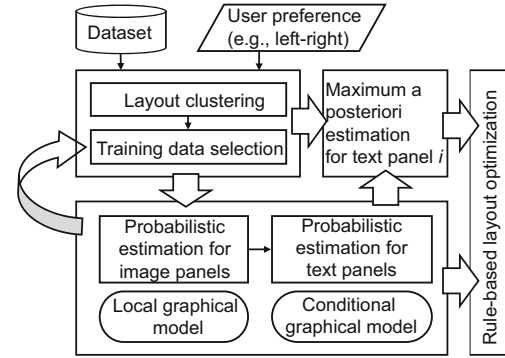 Dataset
User preference
(e.g., left-right)
Layout clustering
Training data selection
Maximum a
posteriori
estimation
for text panel i
Probabilistic
estimation for
image panels
Probabilistic
estimation for
text panels
Local graphical
model
Conditional
graphical model
Rule-based layout optimization